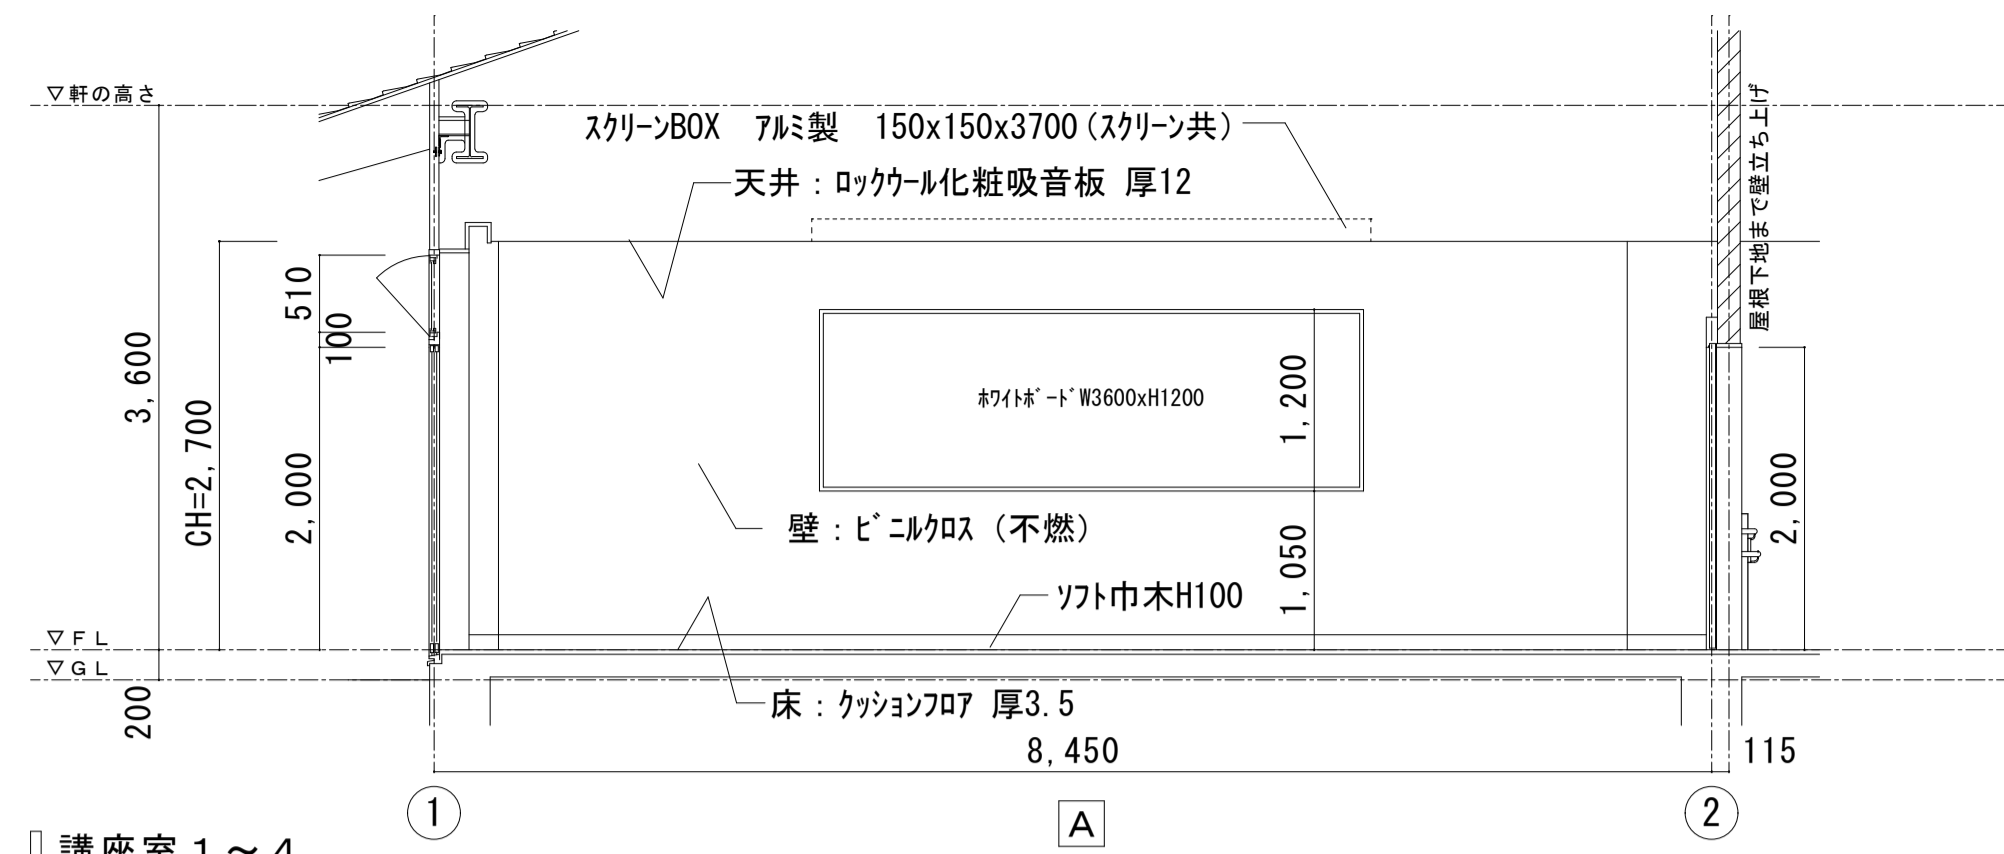 ▽軒の高さ
スクリーンBOX アルミ製 150x150x3700(スクリーン共)
天井：ロックウール化粧吸音板 厚12
屋根下地まで壁立ち上げ
510
100
3,600
CH=2,700
2,000
1,200
ホワイトボードW3600xH1200
2,000
壁：ビニルクロス（不燃）
1,050
ソフト巾木H100
▽ＦＬ
▽ＧＬ
200
床：クッションフロア 厚3.5
8,450
115
1
A
2
講座室１～４